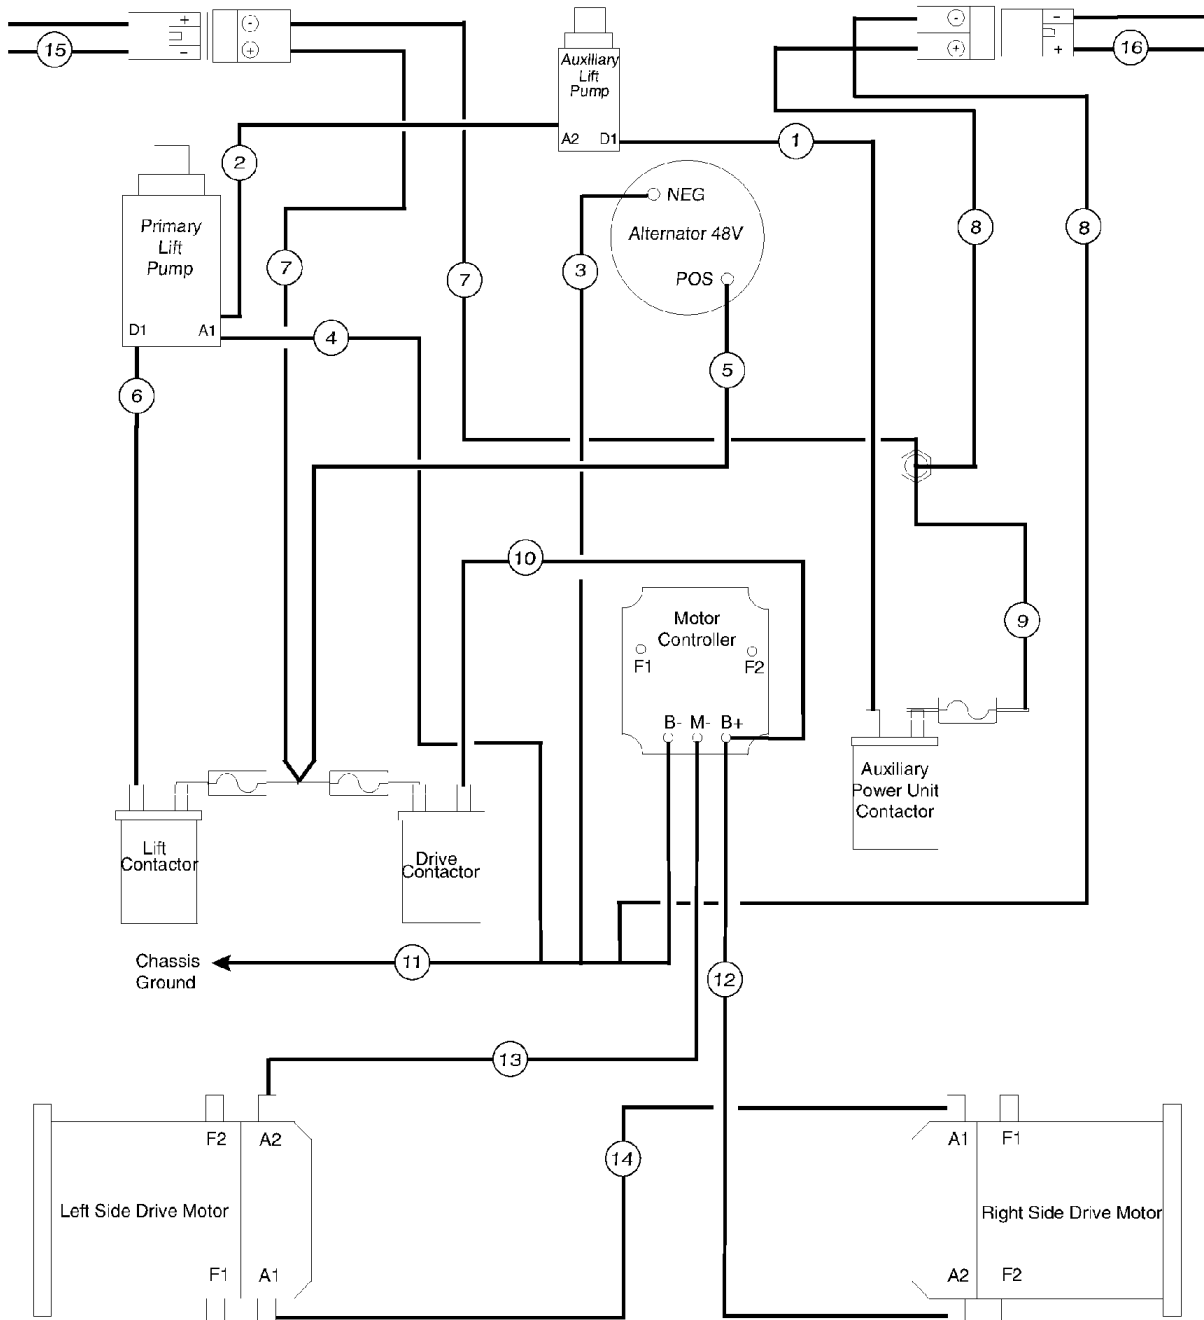 +
-
15
-
+
Auxiliary
Lift
Pump
A2 D1
-
+
-
+
16
1
2
NEG
Alternator 48V
POS
Primary
Lift
Pump
D1 A1
7
7
3
8
8
4
5
6
10
Motor
Controller
F1 F2
B- M- B+
9
Auxiliary
Power Unit
Contactor
Lift
Contactor
Drive
Contactor
Chassis
Ground
11
12
13
F2 A2
Left Side Drive Motor
F1 A1
14
A1 F1
Right Side Drive Motor
A2 F2